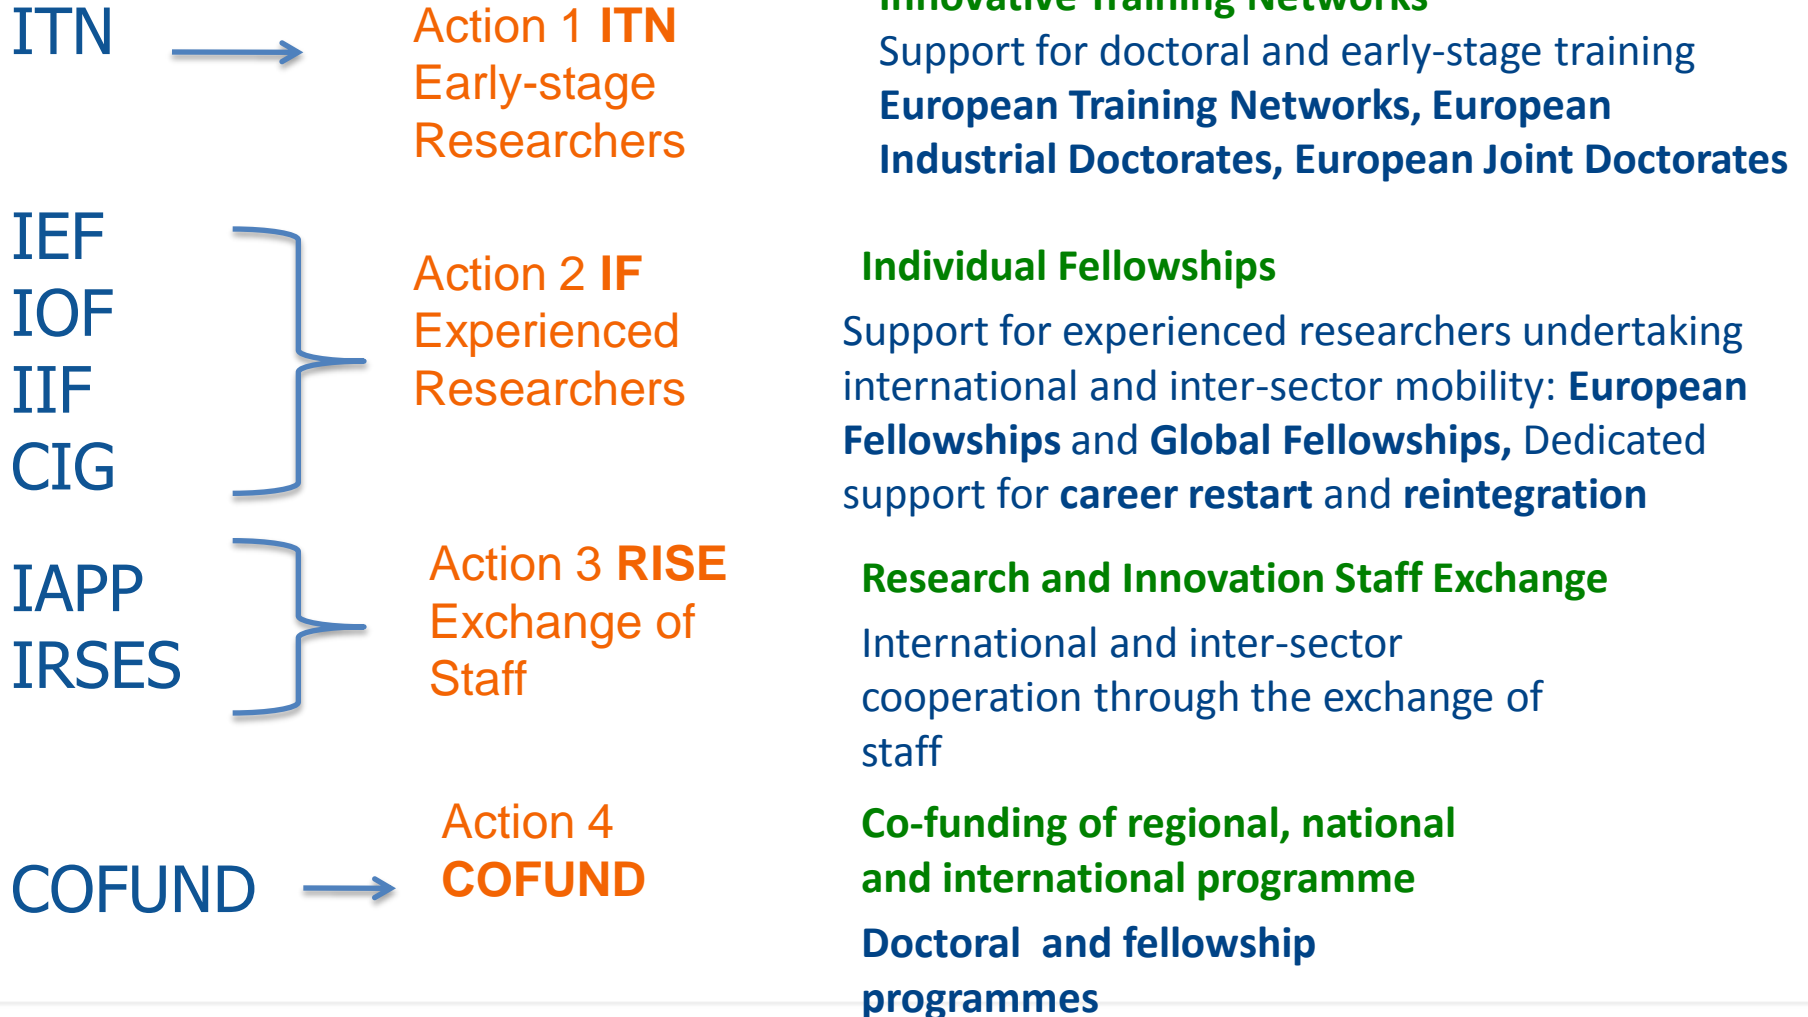 ITN
Action 1 ITN
Early-stage
Researchers
Innovative Training Networks
Support for doctoral and early-stage training
European Training Networks, European
Industrial Doctorates, European Joint Doctorates
IEF
IOF
IIF
CIG
Action 2 IF
Experienced
Researchers
Individual Fellowships
Support for experienced researchers undertaking
international and inter-sector mobility: European
Fellowships and Global Fellowships, Dedicated
support for career restart and reintegration
IAPP
IRSES
Action 3 RISE
Exchange of
Staff
Research and Innovation Staff Exchange
International and inter-sector
cooperation through the exchange of
staff
COFUND
Action 4
COFUND
Co-funding of regional, national
and international programme
Doctoral and fellowship
programmes